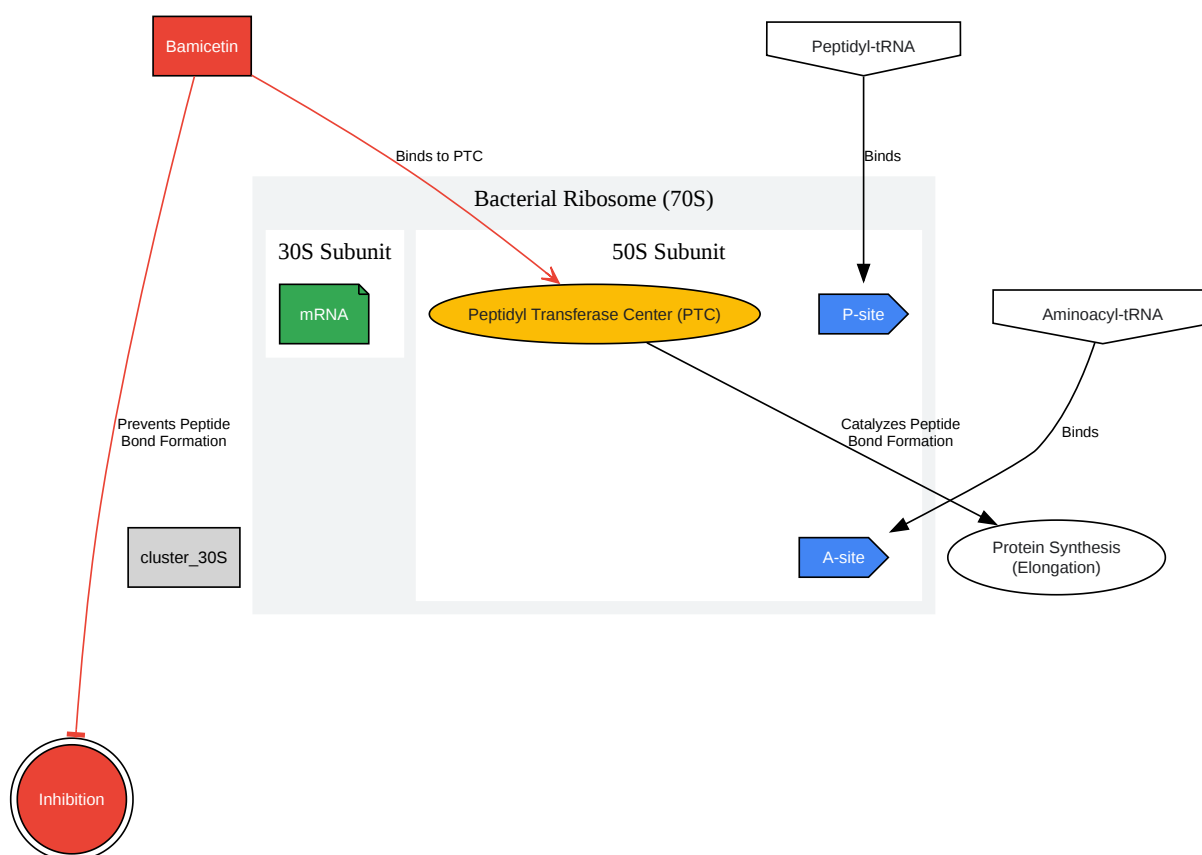 Bamicetin
Peptidyl-tRNA
Binds to PTC
Binds
Bacterial Ribosome (70S)
30S Subunit
50S Subunit
mRNA
Peptidyl Transferase Center (PTC)
P-site
Aminoacyl-tRNA
Prevents Peptide
Bond Formation
Catalyzes Peptide
Bond Formation
Binds
cluster_30S
A-site
Protein Synthesis
(Elongation)
Inhibition